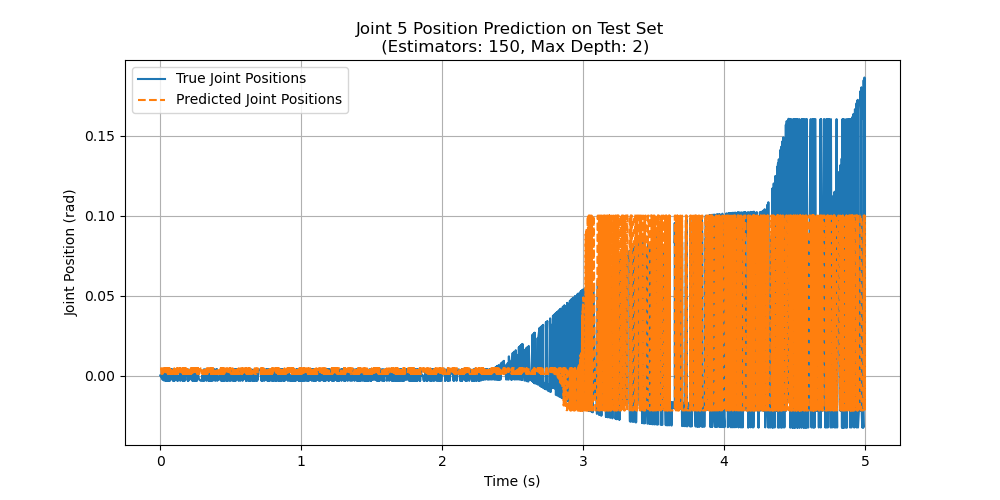 Joint 5 Position Prediction on Test Set
(Estimators: 150, Max Depth: 2)
True Joint Positions
Predicted Joint Positions
Joint Position (rad)
0.15
0.10
0.05
0.00
0 1 2 3 4 5
Time (s)